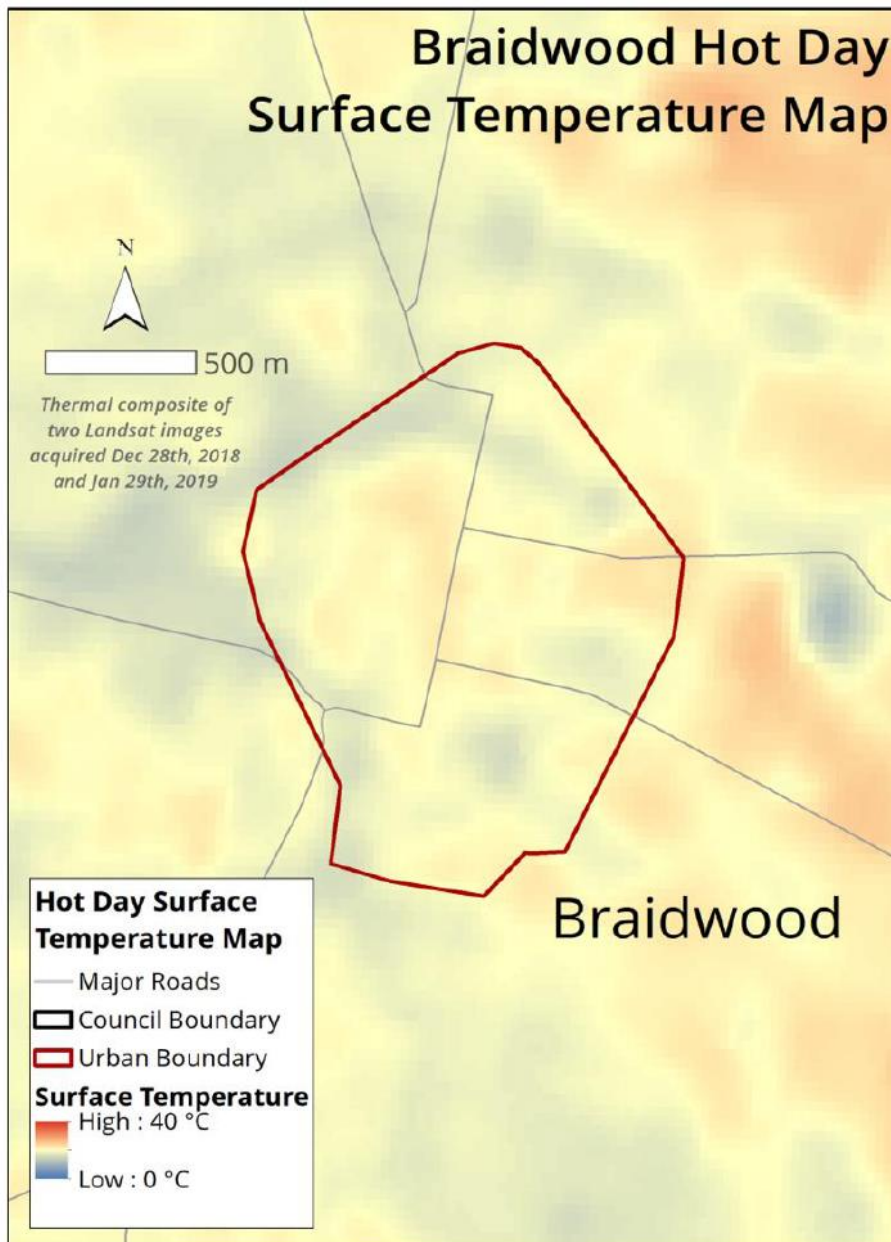 Braidwood Hot Day
Surface Temperature Map
N
500 m
Thermal composite of
two Landsat images
acquired Dec 28th, 2018
and Jan 29th, 2019
Braidwood
Hot Day Surface
Temperature Map
Major Roads
Council Boundary
Urban Boundary
Surface Temperature
High : 40 °C
Low : 0 °C